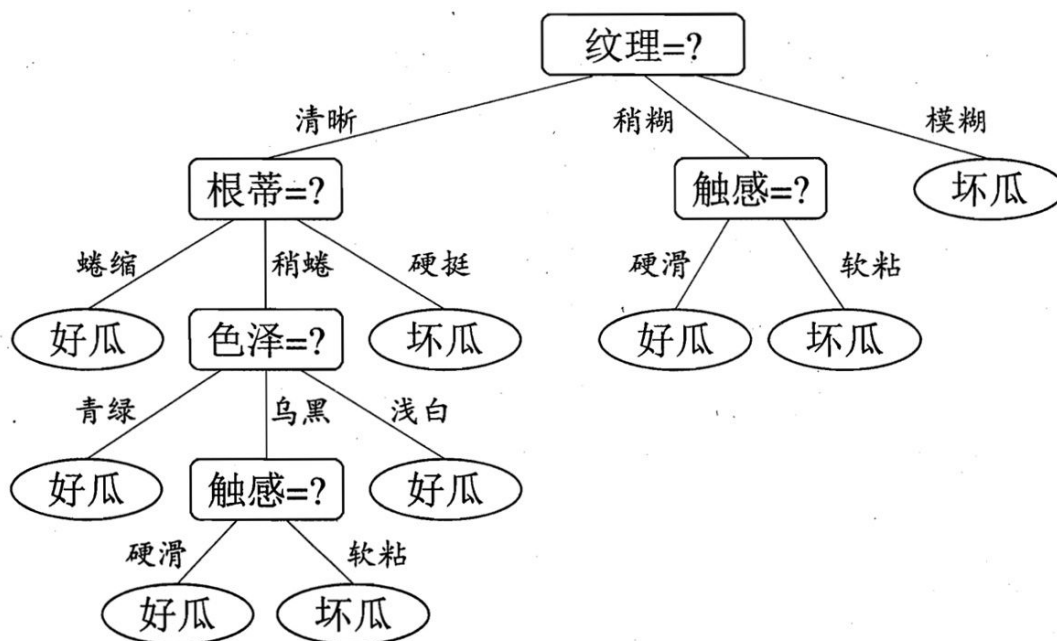 纹理=?
清晰 稍糊 模糊
根蒂=? 触感=? 坏瓜
蜷缩 稍蜷 硬挺 硬滑 软粘
好瓜 色泽=? 坏瓜 好瓜 坏瓜
青绿 乌黑 浅白
好瓜 触感=? 好瓜
硬滑 软粘
好瓜 坏瓜